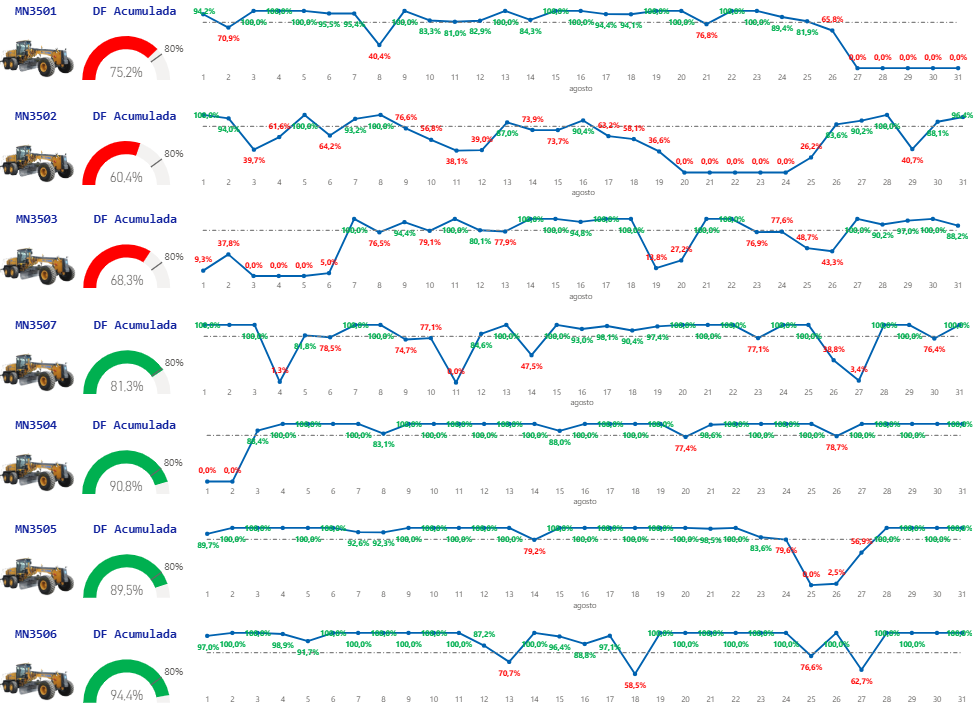 MN3501 DF Acumulada
94,2% 70,9% 100,0% 100,0% 95,5% 95,4% 40,4% 100,0% 83,3% 81,0% 82,9% 100,0% 84,3% 100,0% 100,0% 94,4% 94,1% 100,0% 76,8% 100,0% 100,0% 89,4% 81,9% 65,8% 0,0% 0,0% 0,0% 0,0% 0,0%
80%
75,2%
1 2 3 4 5 6 7 8 9 10 11 12 13 14 15 16 17 18 19 20 21 22 23 24 25 26 27 28 29 30 31
agosto
MN3502 DF Acumulada
100,0% 94,0% 39,7% 61,6% 100,0% 64,2% 93,2% 100,0% 76,6% 56,8% 38,1% 39,0% 87,0% 73,9% 73,7% 90,4% 63,2% 58,1% 36,6% 0,0% 0,0% 0,0% 0,0% 0,0% 26,2% 83,6% 90,2% 100,0% 40,7% 88,1% 96,4%
80%
60,4%
1 2 3 4 5 6 7 8 9 10 11 12 13 14 15 16 17 18 19 20 21 22 23 24 25 26 27 28 29 30 31
agosto
MN3503 DF Acumulada
9,3% 37,8% 0,0% 0,0% 0,0% 5,0% 100,0% 76,5% 94,4% 79,1% 100,0% 80,1% 77,9% 100,0% 94,8% 100,0% 100,0% 13,8% 27,2% 100,0% 100,0% 76,9% 77,6% 48,7% 43,3% 100,0% 90,2% 97,0% 100,0% 88,2%
80%
68,3%
1 2 3 4 5 6 7 8 9 10 11 12 13 14 15 16 17 18 19 20 21 22 23 24 25 26 27 28 29 30 31
agosto
MN3507 DF Acumulada
100,0% 100,0% 1,3% 81,8% 78,5% 100,0% 100,0% 74,7% 77,1% 0,0% 84,6% 100,0% 47,5% 100,0% 93,0% 98,1% 90,4% 97,4% 100,0% 100,0% 100,0% 77,1% 100,0% 100,0% 38,8% 3,4% 100,0% 100,0% 76,4% 100,0%
80%
81,3%
1 2 3 4 5 6 7 8 9 10 11 12 13 14 15 16 17 18 19 20 21 22 23 24 25 26 27 28 29 30 31
agosto
MN3504 DF Acumulada
0,0% 0,0% 88,4% 100,0% 100,0% 100,0% 83,1% 100,0% 100,0% 100,0% 100,0% 100,0% 100,0% 88,0% 100,0% 100,0% 100,0% 100,0% 77,4% 98,6% 100,0% 100,0% 100,0% 100,0% 78,7% 100,0% 100,0% 100,0% 100,0%
80%
90,8%
1 2 3 4 5 6 7 8 9 10 11 12 13 14 15 16 17 18 19 20 21 22 23 24 25 26 27 28 29 30 31
agosto
MN3505 DF Acumulada
89,7% 100,0% 100,0% 100,0% 100,0% 92,6% 92,3% 100,0% 100,0% 100,0% 100,0% 100,0% 79,2% 100,0% 100,0% 100,0% 100,0% 100,0% 100,0% 98,5% 100,0% 83,6% 79,6% 0,0% 2,5% 56,9% 100,0% 100,0% 100,0% 100,0%
80%
89,5%
1 2 3 4 5 6 7 8 9 10 11 12 13 14 15 16 17 18 19 20 21 22 23 24 25 26 27 28 29 30 31
agosto
MN3506 DF Acumulada
97,0% 100,0% 100,0% 98,9% 91,7% 100,0% 100,0% 100,0% 100,0% 100,0% 100,0% 87,2% 70,7% 100,0% 96,4% 88,8% 97,1% 58,5% 100,0% 100,0% 100,0% 100,0% 100,0% 100,0% 76,6% 100,0% 62,7% 100,0% 100,0% 100,0% 100,0%
80%
94,4%
1 2 3 4 5 6 7 8 9 10 11 12 13 14 15 16 17 18 19 20 21 22 23 24 25 26 27 28 29 30 31